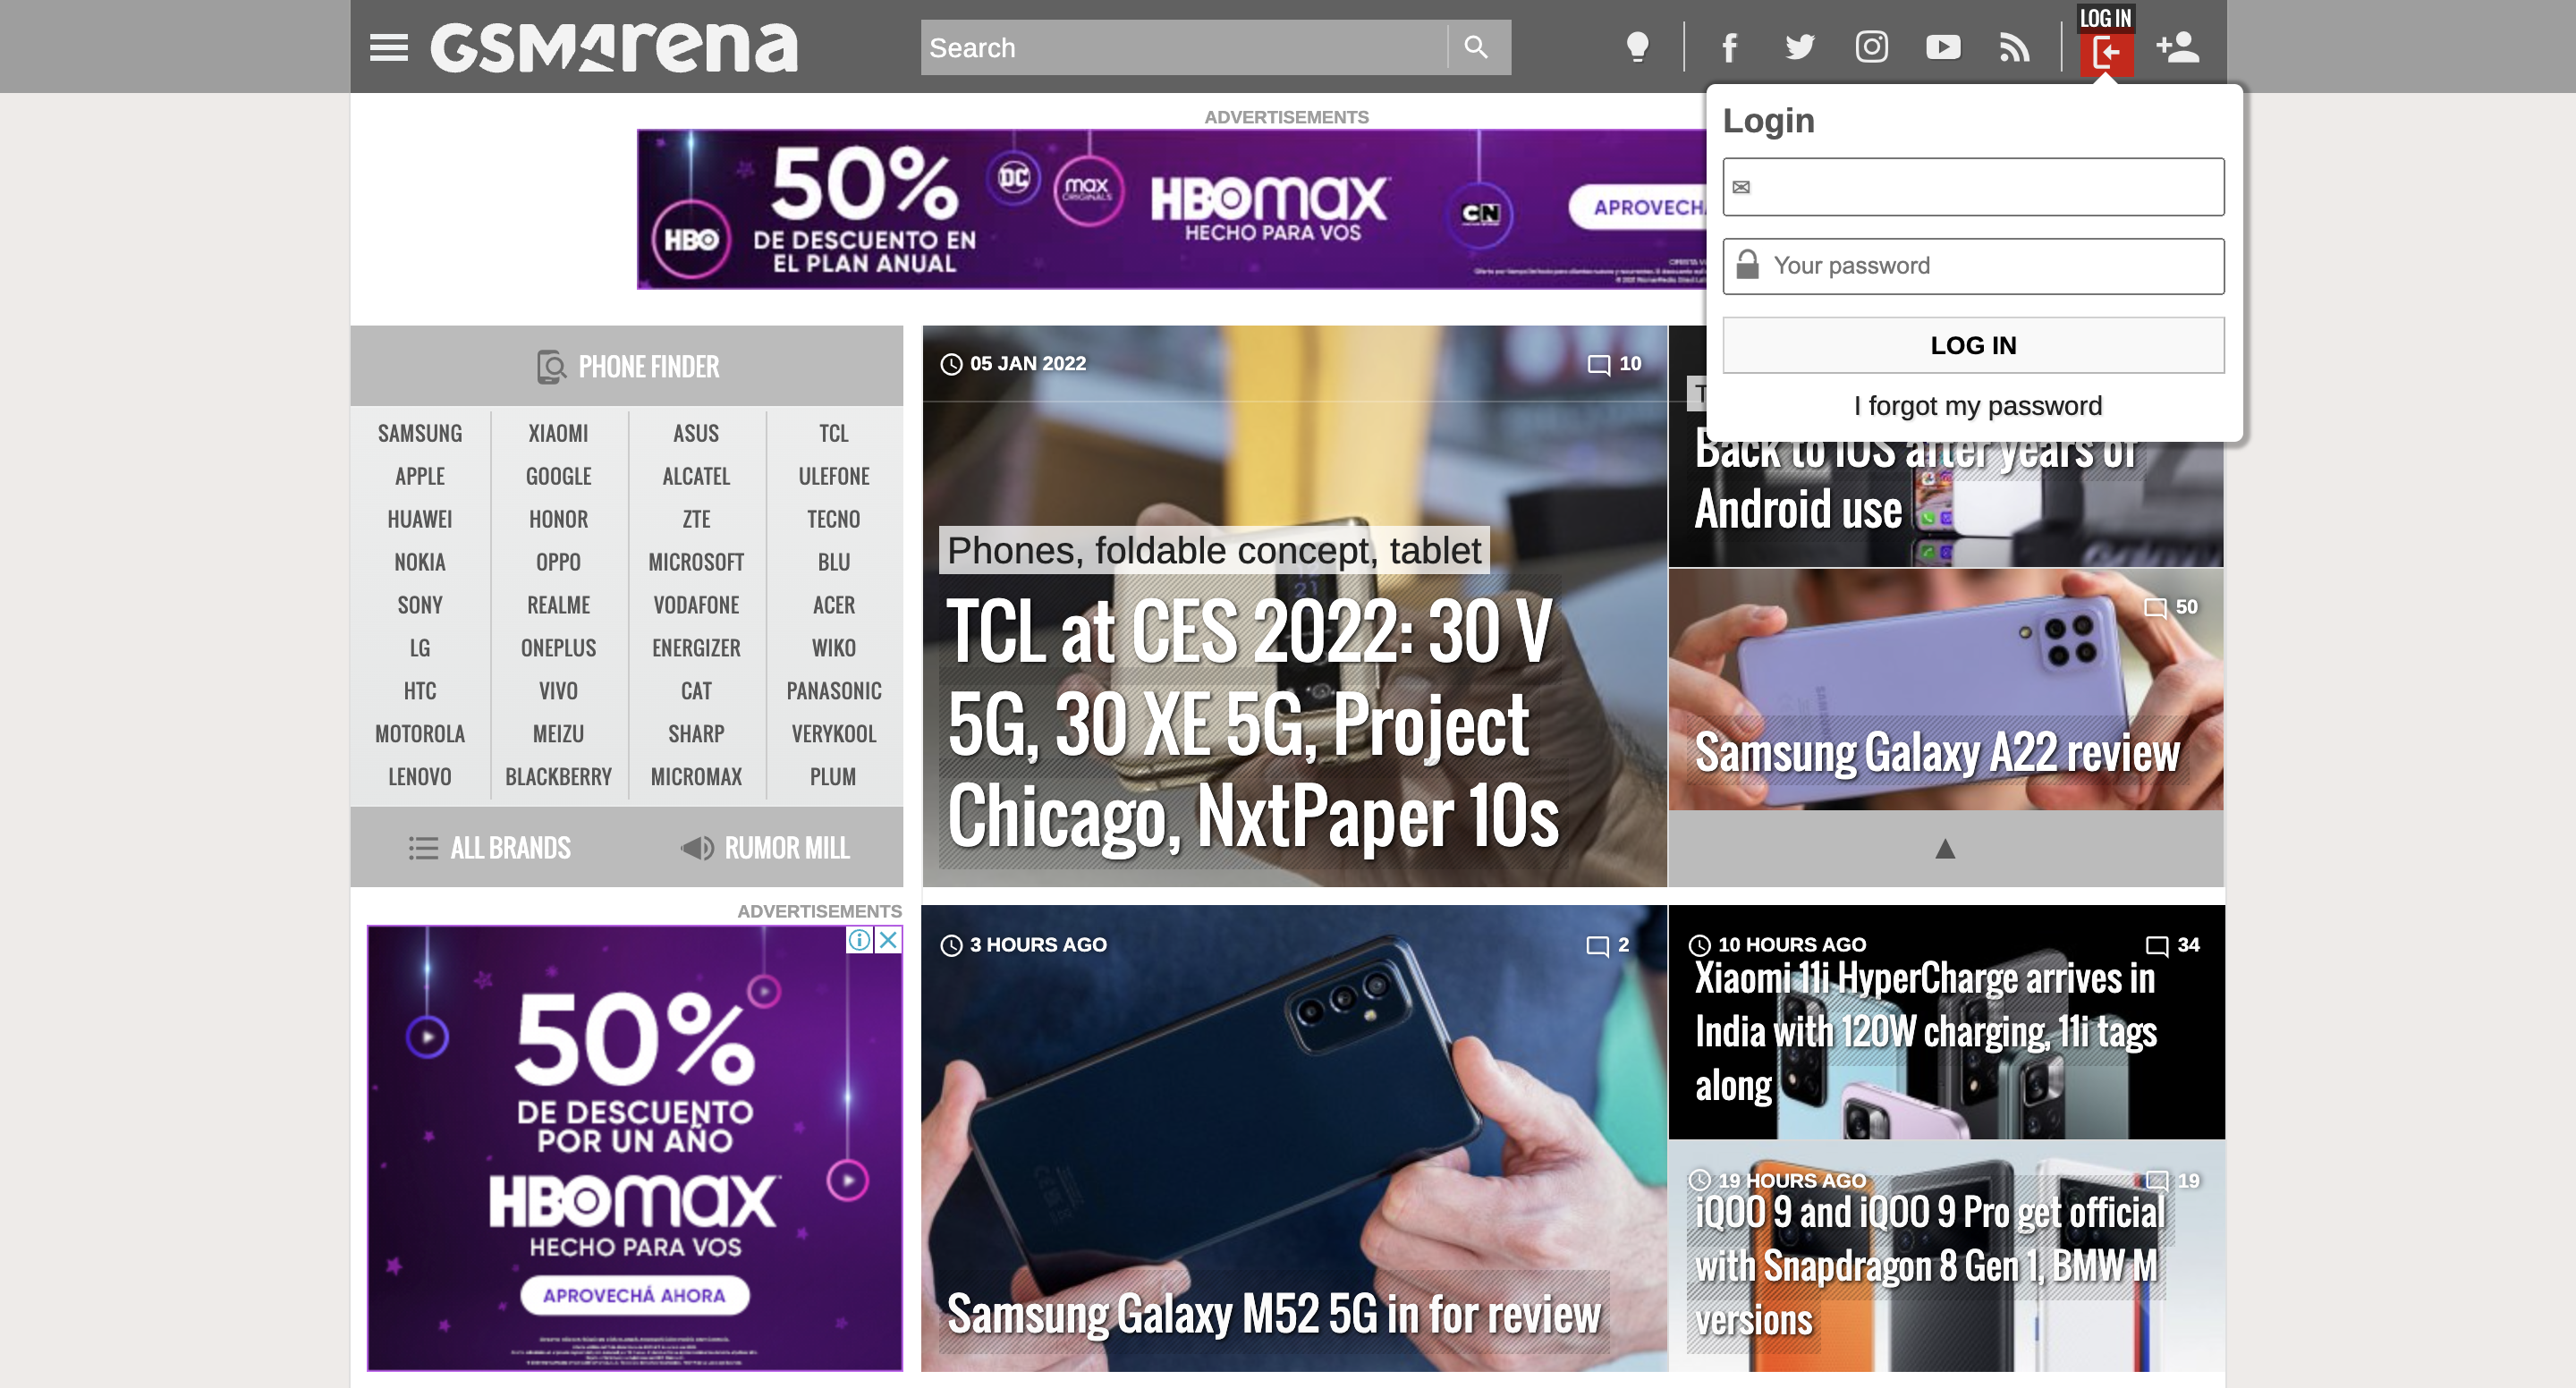 GSMArena
Search
LOG IN
Login
Your password
LOG IN
I forgot my password
ADVERTISEMENTS
50%
DE DESCUENTO EN
EL PLAN ANUAL
HBO
DC
max
ORIGINALS
HBOMAX
HECHO PARA VOS
CN
PHONE FINDER
SAMSUNG XIAOMI ASUS TCL
APPLE GOOGLE ALCATEL ULEFONE
HUAWEI HONOR ZTE TECNO
NOKIA OPPO MICROSOFT BLU
SONY REALME VODAFONE ACER
LG ONEPLUS ENERGIZER WIKO
HTC VIVO CAT PANASONIC
MOTOROLA MEIZU SHARP VERYKOOL
LENOVO BLACKBERRY MICROMAX PLUM
ALL BRANDS RUMOR MILL
05 JAN 2022 10
Phones, foldable concept, tablet
TCL at CES 2022: 30 V
5G, 30 XE 5G, Project
Chicago, NxtPaper 10s
Back to iOS after years of
Android use
50
Samsung Galaxy A22 review
ADVERTISEMENTS
50%
DE DESCUENTO
POR UN AÑO
HBOMAX
HECHO PARA VOS
APROVECHÁ AHORA
3 HOURS AGO 2
Samsung Galaxy M52 5G in for review
10 HOURS AGO 34
Xiaomi 11i HyperCharge arrives in
India with 120W charging, 11i tags
along
19 HOURS AGO 19
iQOO 9 and iQOO 9 Pro get official
with Snapdragon 8 Gen 1, BMW M
versions